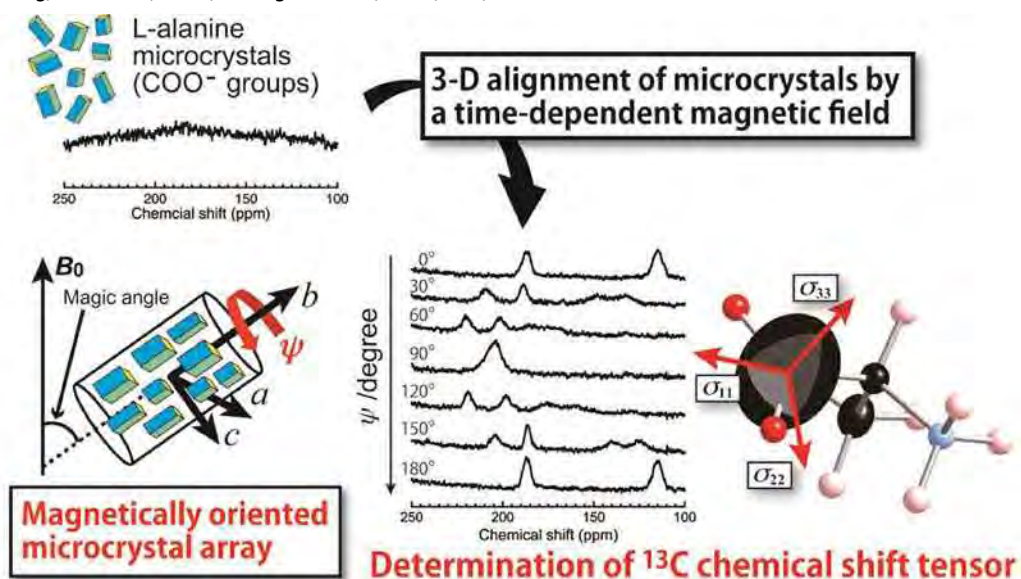 L-alanine
microcrystals
(COO⁻ groups)
250 200 150 100
Chemcial shift (ppm)
3-D alignment of microcrystals by
a time-dependent magnetic field
B₀
Magic angle
b
ψ
a
c
Magnetically oriented
microcrystal array
ψ /degree
0°
30°
60°
90°
120°
150°
180°
250 200 150 100
Chemical shift (ppm)
σ₃₃
σ₁₁
σ₂₂
Determination of ¹³C chemical shift tensor